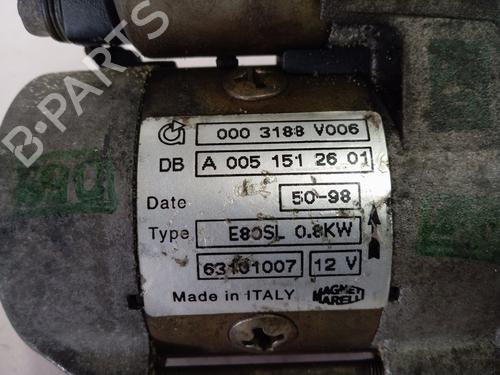 000 3188 V006
DB A 005 151 26 01
Date 50-98
Type E80SL 0.8KW
63101007 12 V
Made in ITALY MAGNETI MARELLI